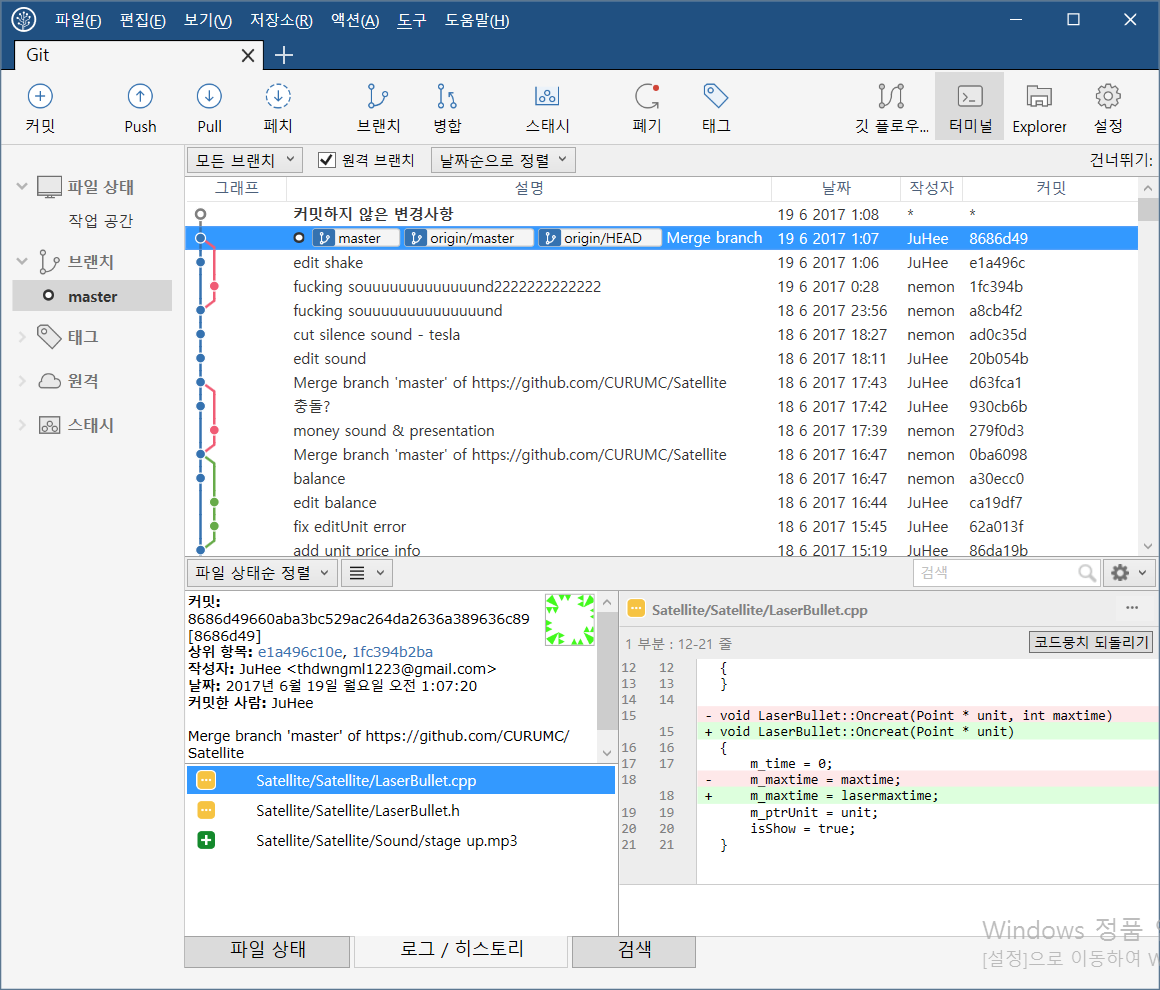 파일(F) 편집(E) 보기(V) 저장소(R) 액션(A) 도구 도움말(H)
Git
커밋 Push Pull 페치 브랜치 병합 스태시 폐기 태그 깃 플로우... 터미널 Explorer 설정
모든 브랜치 원격 브랜치 날짜순으로 정렬 건너뛰기:
파일 상태
작업 공간
브랜치
master
태그
원격
스태시
그래프 설명 날짜 작성자 커밋
커밋하지 않은 변경사항 19 6 2017 1:08 * *
master origin/master origin/HEAD Merge branch 19 6 2017 1:07 JuHee 8686d49
edit shake 19 6 2017 1:06 JuHee e1a496c
fucking souuuuuuuuuuuuund2222222222222 19 6 2017 0:28 nemon 1fc394b
fucking souuuuuuuuuuuuuund 18 6 2017 23:56 nemon a8cb4f2
cut silence sound - tesla 18 6 2017 18:27 nemon ad0c35d
edit sound 18 6 2017 18:11 JuHee 20b054b
Merge branch 'master' of https://github.com/CURUMC/Satellite 18 6 2017 17:43 JuHee d63fca1
충돌? 18 6 2017 17:42 JuHee 930cb6b
money sound & presentation 18 6 2017 17:39 nemon 279f0d3
Merge branch 'master' of https://github.com/CURUMC/Satellite 18 6 2017 16:47 nemon 0ba6098
balance 18 6 2017 16:47 nemon a30ecc0
edit balance 18 6 2017 16:44 JuHee ca19df7
fix editUnit error 18 6 2017 15:45 JuHee 62a013f
add unit price info 18 6 2017 15:19 JuHee 86da19b
파일 상태순 정렬 검색
커밋:
8686d49660aba3bc529ac264da2636a389636c89
[8686d49]
상위 항목: e1a496c10e, 1fc394b2ba
작성자: JuHee <thdwngml1223@gmail.com>
날짜: 2017년 6월 19일 월요일 오전 1:07:20
커밋한 사람: JuHee
Merge branch 'master' of https://github.com/CURUMC/
Satellite
Satellite/Satellite/LaserBullet.cpp
Satellite/Satellite/LaserBullet.h
Satellite/Satellite/Sound/stage up.mp3
Satellite/Satellite/LaserBullet.cpp
1 부분 : 12-21 줄 코드뭉치 되돌리기
12 12 {
13 13 }
14 14
15 - void LaserBullet::Oncreat(Point * unit, int maxtime)
15 + void LaserBullet::Oncreat(Point * unit)
16 16 {
17 17 m_time = 0;
18 - m_maxtime = maxtime;
18 + m_maxtime = lasermaxtime;
19 19 m_ptrUnit = unit;
20 20 isShow = true;
21 21 }
Windows 정품
[설정]으로 이동하여 W
파일 상태 로그 / 히스토리 검색